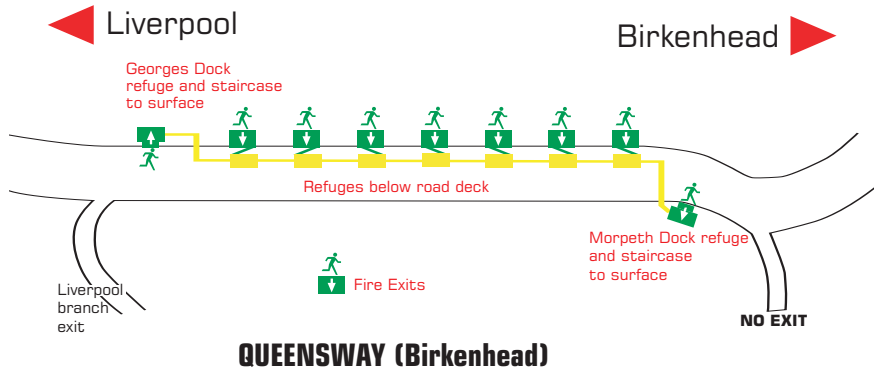 Liverpool
Birkenhead
Georges Dock
refuge and staircase
to surface
Refuges below road deck
Morpeth Dock refuge
and staircase
to surface
Liverpool
branch
exit
Fire Exits
NO EXIT
QUEENSWAY (Birkenhead)